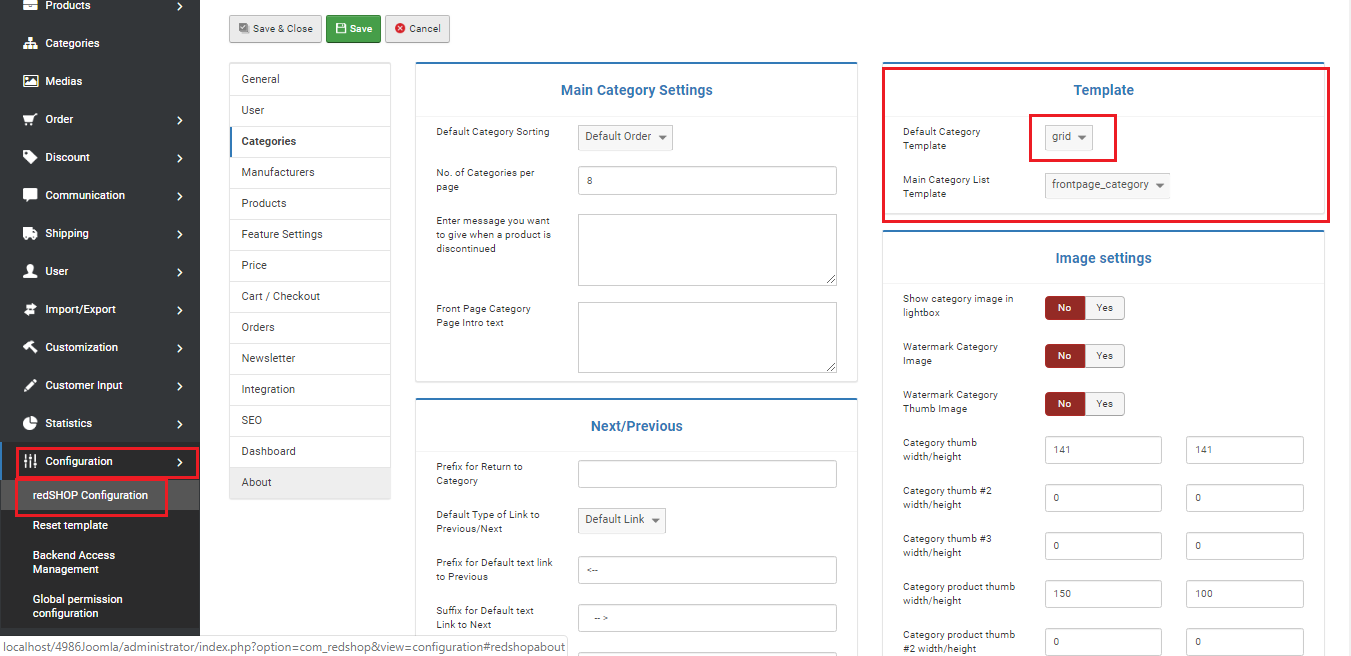 Products
Categories
Medias
Order
Discount
Communication
Shipping
User
Import/Export
Customization
Customer Input
Statistics
Configuration
redSHOP Configuration
Reset template
Backend Access
Management
Global permission
configuration
Save & Close
Save
Cancel
General
User
Categories
Manufacturers
Products
Feature Settings
Price
Cart / Checkout
Orders
Newsletter
Integration
SEO
Dashboard
About
Main Category Settings
Default Category Sorting
Default Order
No. of Categories per
page
8
Enter message you want
to give when a product is
discontinued
Front Page Category
Page Intro text
Next/Previous
Prefix for Return to
Category
Default Type of Link to
Previous/Next
Default Link
Prefix for Default text link
to Previous
<--
Suffix for Default text
Link to Next
-- >
Template
Default Category
Template
grid
Main Category List
Template
frontpage_category
Image settings
Show category image in
lightbox
No Yes
Watermark Category
Image
No Yes
Watermark Category
Thumb Image
No Yes
Category thumb
width/height
141 141
Category thumb #2
width/height
0 0
Category thumb #3
width/height
0 0
Category product thumb
width/height
150 100
Category product thumb
#2 width/height
0 0
localhost/4986Joomla/administrator/index.php?option=com_redshop&view=configuration#redshopabout